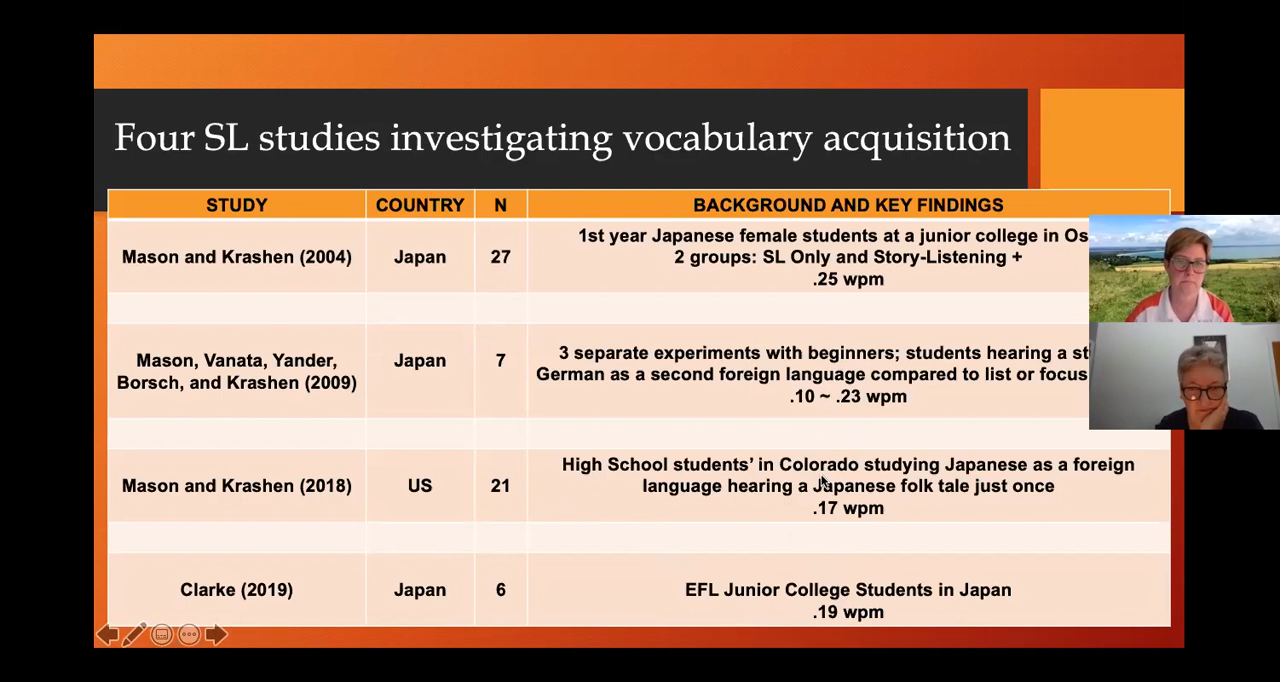 Four SL studies investigating vocabulary acquisition
STUDY COUNTRY N BACKGROUND AND KEY FINDINGS
Mason and Krashen (2004) Japan 27
1st year Japanese female students at a junior college in Os
2 groups: SL Only and Story-Listening +
.25 wpm
Mason, Vanata, Yander,
Borsch, and Krashen (2009)
Japan 7
3 separate experiments with beginners; students hearing a st
German as a second foreign language compared to list or focus
.10 ~ .23 wpm
Mason and Krashen (2018) US 21
High School students’ in Colorado studying Japanese as a foreign
language hearing a Japanese folk tale just once
.17 wpm
Clarke (2019) Japan 6
EFL Junior College Students in Japan
.19 wpm